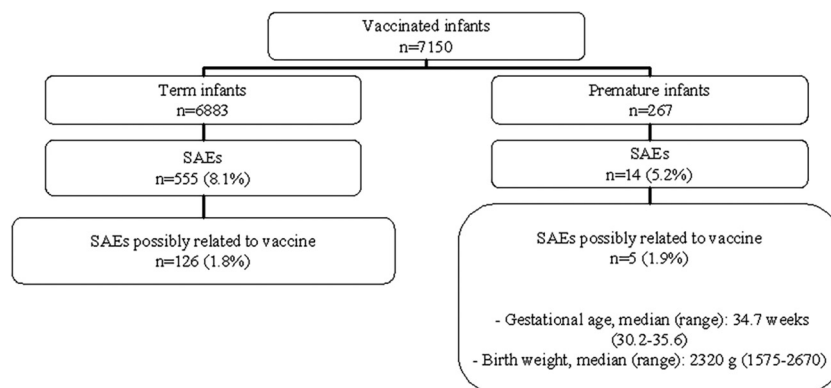 Vaccinated infants
n=7150
Term infants
n=6883
Premature infants
n=267
SAEs
n=555 (8.1%)
SAEs
n=14 (5.2%)
SAEs possibly related to vaccine
n=126 (1.8%)
SAEs possibly related to vaccine
n=5 (1.9%)
- Gestational age, median (range): 34.7 weeks
(30.2-35.6)
- Birth weight, median (range): 2320 g (1575-2670)